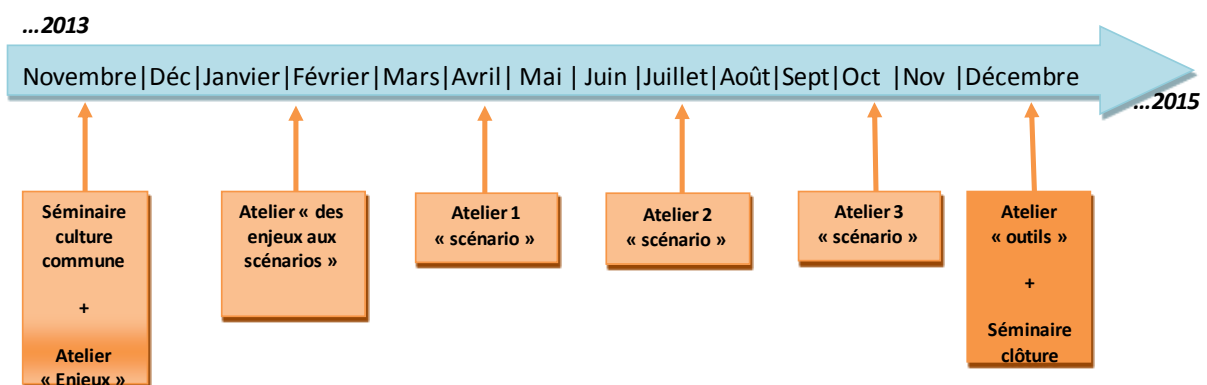 ...2013
Novembre|Déc|Janvier|Février|Mars|Avril| Mai | Juin |Juillet|Août|Sept|Oct |Nov |Décembre
...2015
Séminaire
culture
commune
+
Atelier
« Enjeux »
Atelier « des
enjeux aux
scénarios »
Atelier 1
« scénario »
Atelier 2
« scénario »
Atelier 3
« scénario »
Atelier
« outils »
+
Séminaire
clôture